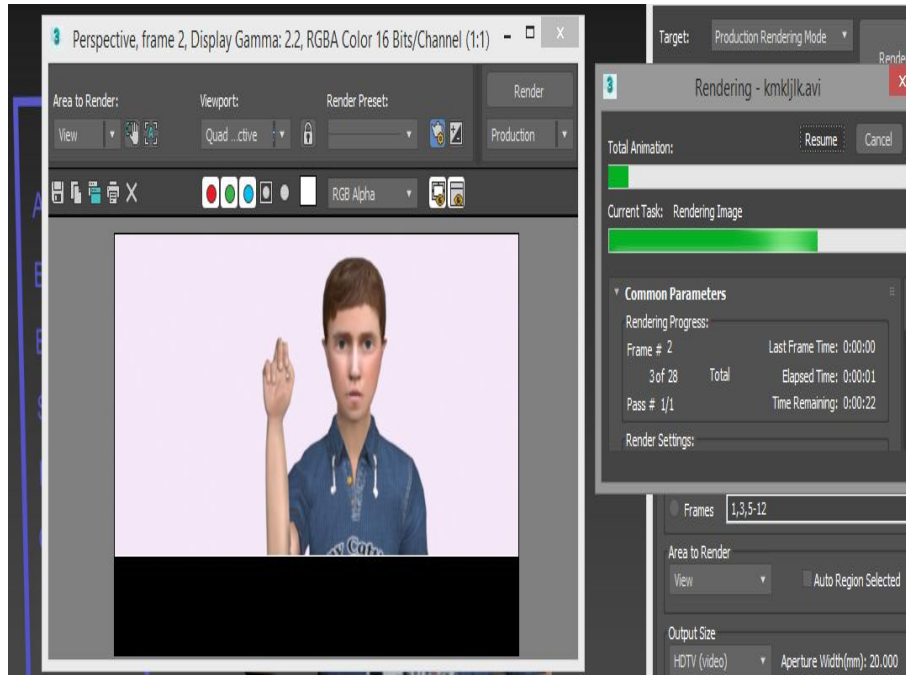 Perspective, frame 2, Display Gamma: 2.2, RGBA Color 16 Bits/Channel (1:1)
Area to Render:
Viewport:
Render Preset:
Render
View
Quad ...ctive
Production
RGB Alpha
Target:
Production Rendering Mode
Rende
Rendering - kmkljlk.avi
Total Animation:
Resume
Cancel
Current Task: Rendering Image
Common Parameters
Rendering Progress:
Frame # 2
Last Frame Time: 0:00:00
3 of 28 Total
Elapsed Time: 0:00:01
Pass # 1/1
Time Remaining: 0:00:22
Render Settings:
Frames 1,3,5-12
Area to Render
View
Auto Region Selected
Output Size
HDTV (video)
Aperture Width(mm): 20.000